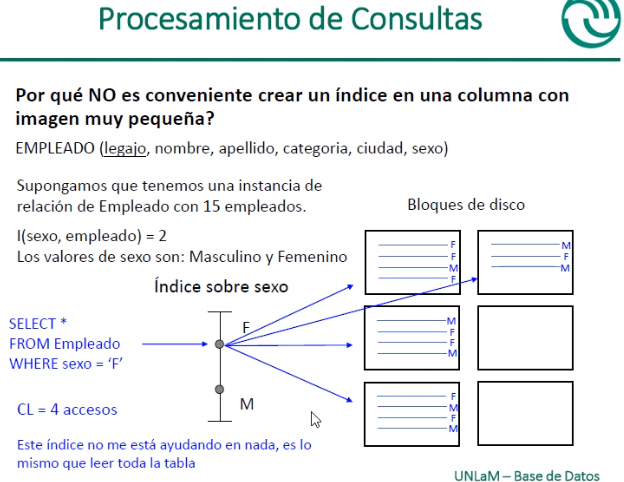 Procesamiento de Consultas
Por qué NO es conveniente crear un índice en una columna con
imagen muy pequeña?
EMPLEADO (legajo, nombre, apellido, categoria, ciudad, sexo)
Supongamos que tenemos una instancia de
relación de Empleado con 15 empleados.
Bloques de disco
I(sexo, empleado) = 2
Los valores de sexo son: Masculino y Femenino
Índice sobre sexo
F
F
M
F
M
F
M
SELECT *
FROM Empleado
WHERE sexo = ‘F’
F
M
F
F
M
CL = 4 accesos
M
F
M
F
M
Este índice no me está ayudando en nada, es lo
mismo que leer toda la tabla
UNLaM – Base de Datos